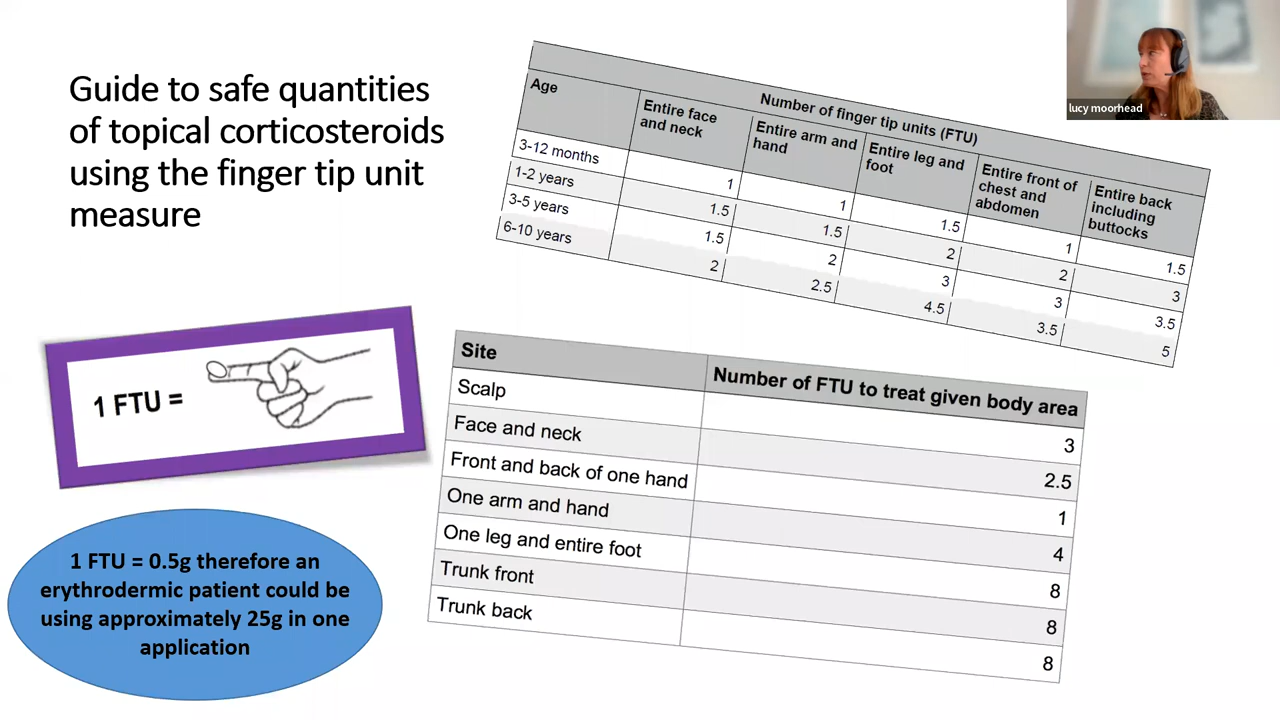 Guide to safe quantities
of topical corticosteroids
using the finger tip unit
measure
lucy moorhead
Number of finger tip units (FTU)
Age
Entire face
and neck
Entire arm and
hand
Entire leg and
foot
Entire front of
chest and
abdomen
Entire back
including
buttocks
3-12 months 1 1 1.5 1 1.5
1-2 years 1.5 1.5 2 2 3
3-5 years 1.5 2 3 3 3.5
6-10 years 2 2.5 4.5 3.5 5
1 FTU =
Site Number of FTU to treat given body area
Scalp 3
Face and neck 2.5
Front and back of one hand 1
One arm and hand 4
One leg and entire foot 8
Trunk front 8
Trunk back 8
1 FTU = 0.5g therefore an
erythrodermic patient could be
using approximately 25g in one
application